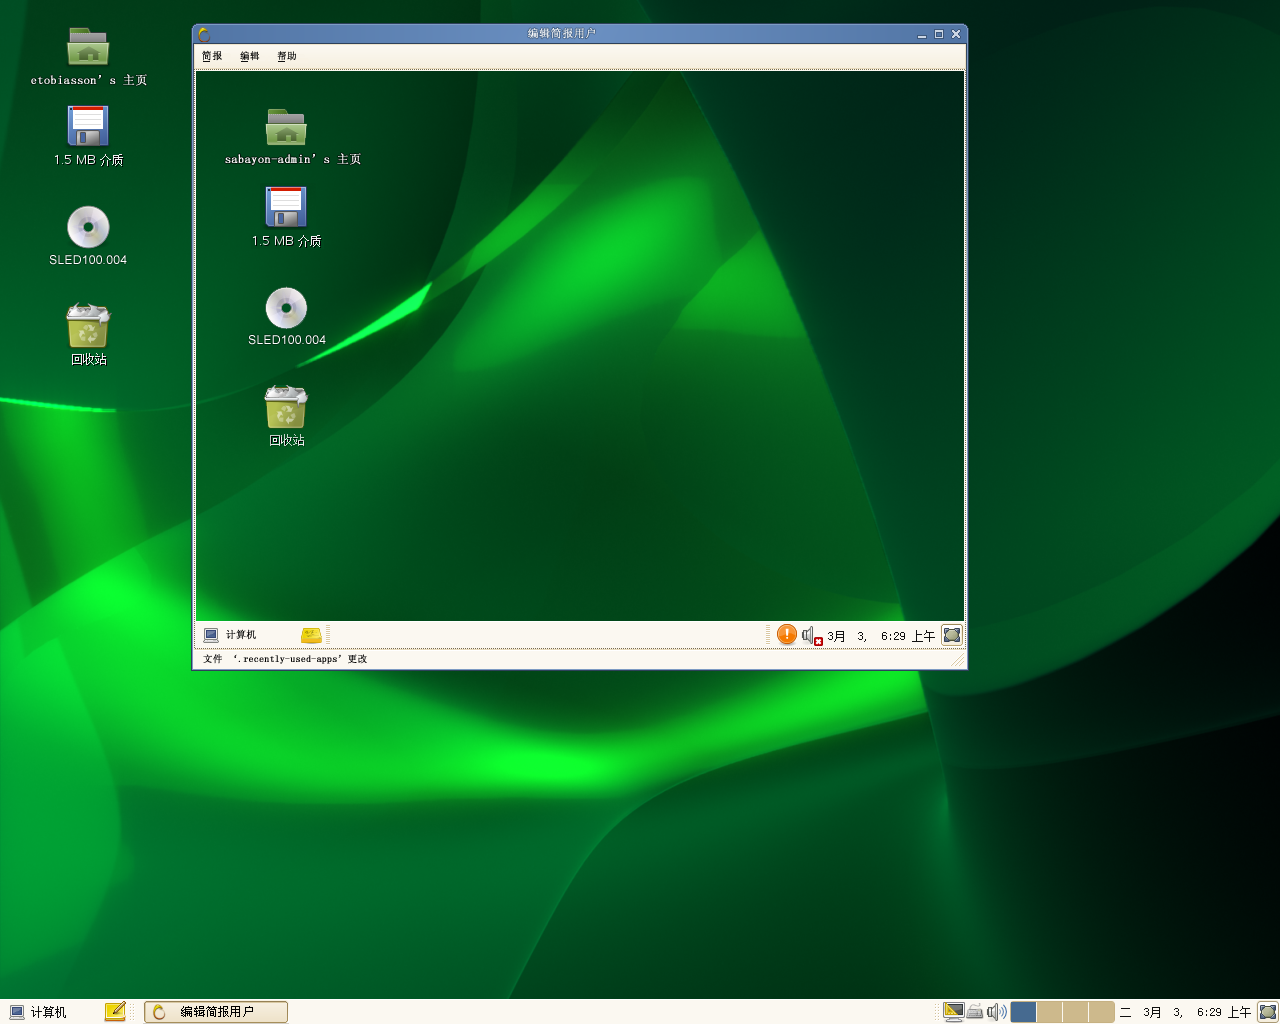 etobiasson’s 主页
1.5 MB 介质
SLED100.004
回收站
编辑简报用户
简报 编辑 帮助
sabayon-admin’s 主页
1.5 MB 介质
SLED100.004
回收站
计算机
3月 3, 6:29 上午
文件 ‘.recently-used-apps’更改
计算机
编辑简报用户
二 3月 3, 6:29 上午